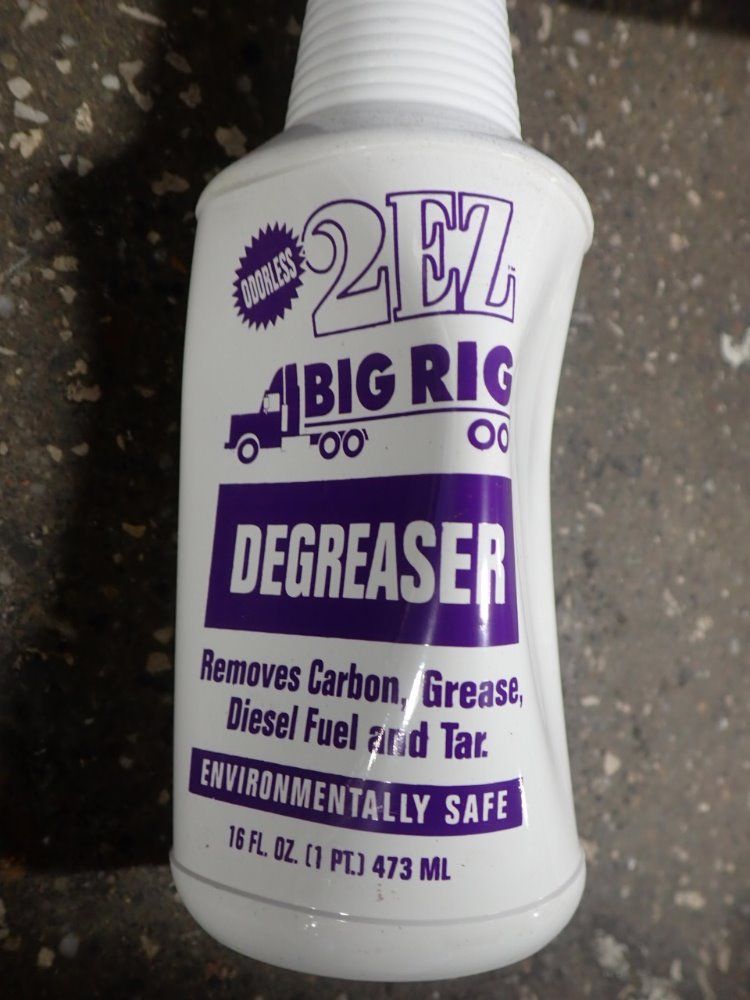 ODORLESS
2EZ™
BIG RIG
DEGREASER
Removes Carbon, Grease,
Diesel Fuel and Tar.
ENVIRONMENTALLY SAFE
16 FL. OZ. (1 PT.) 473 ML